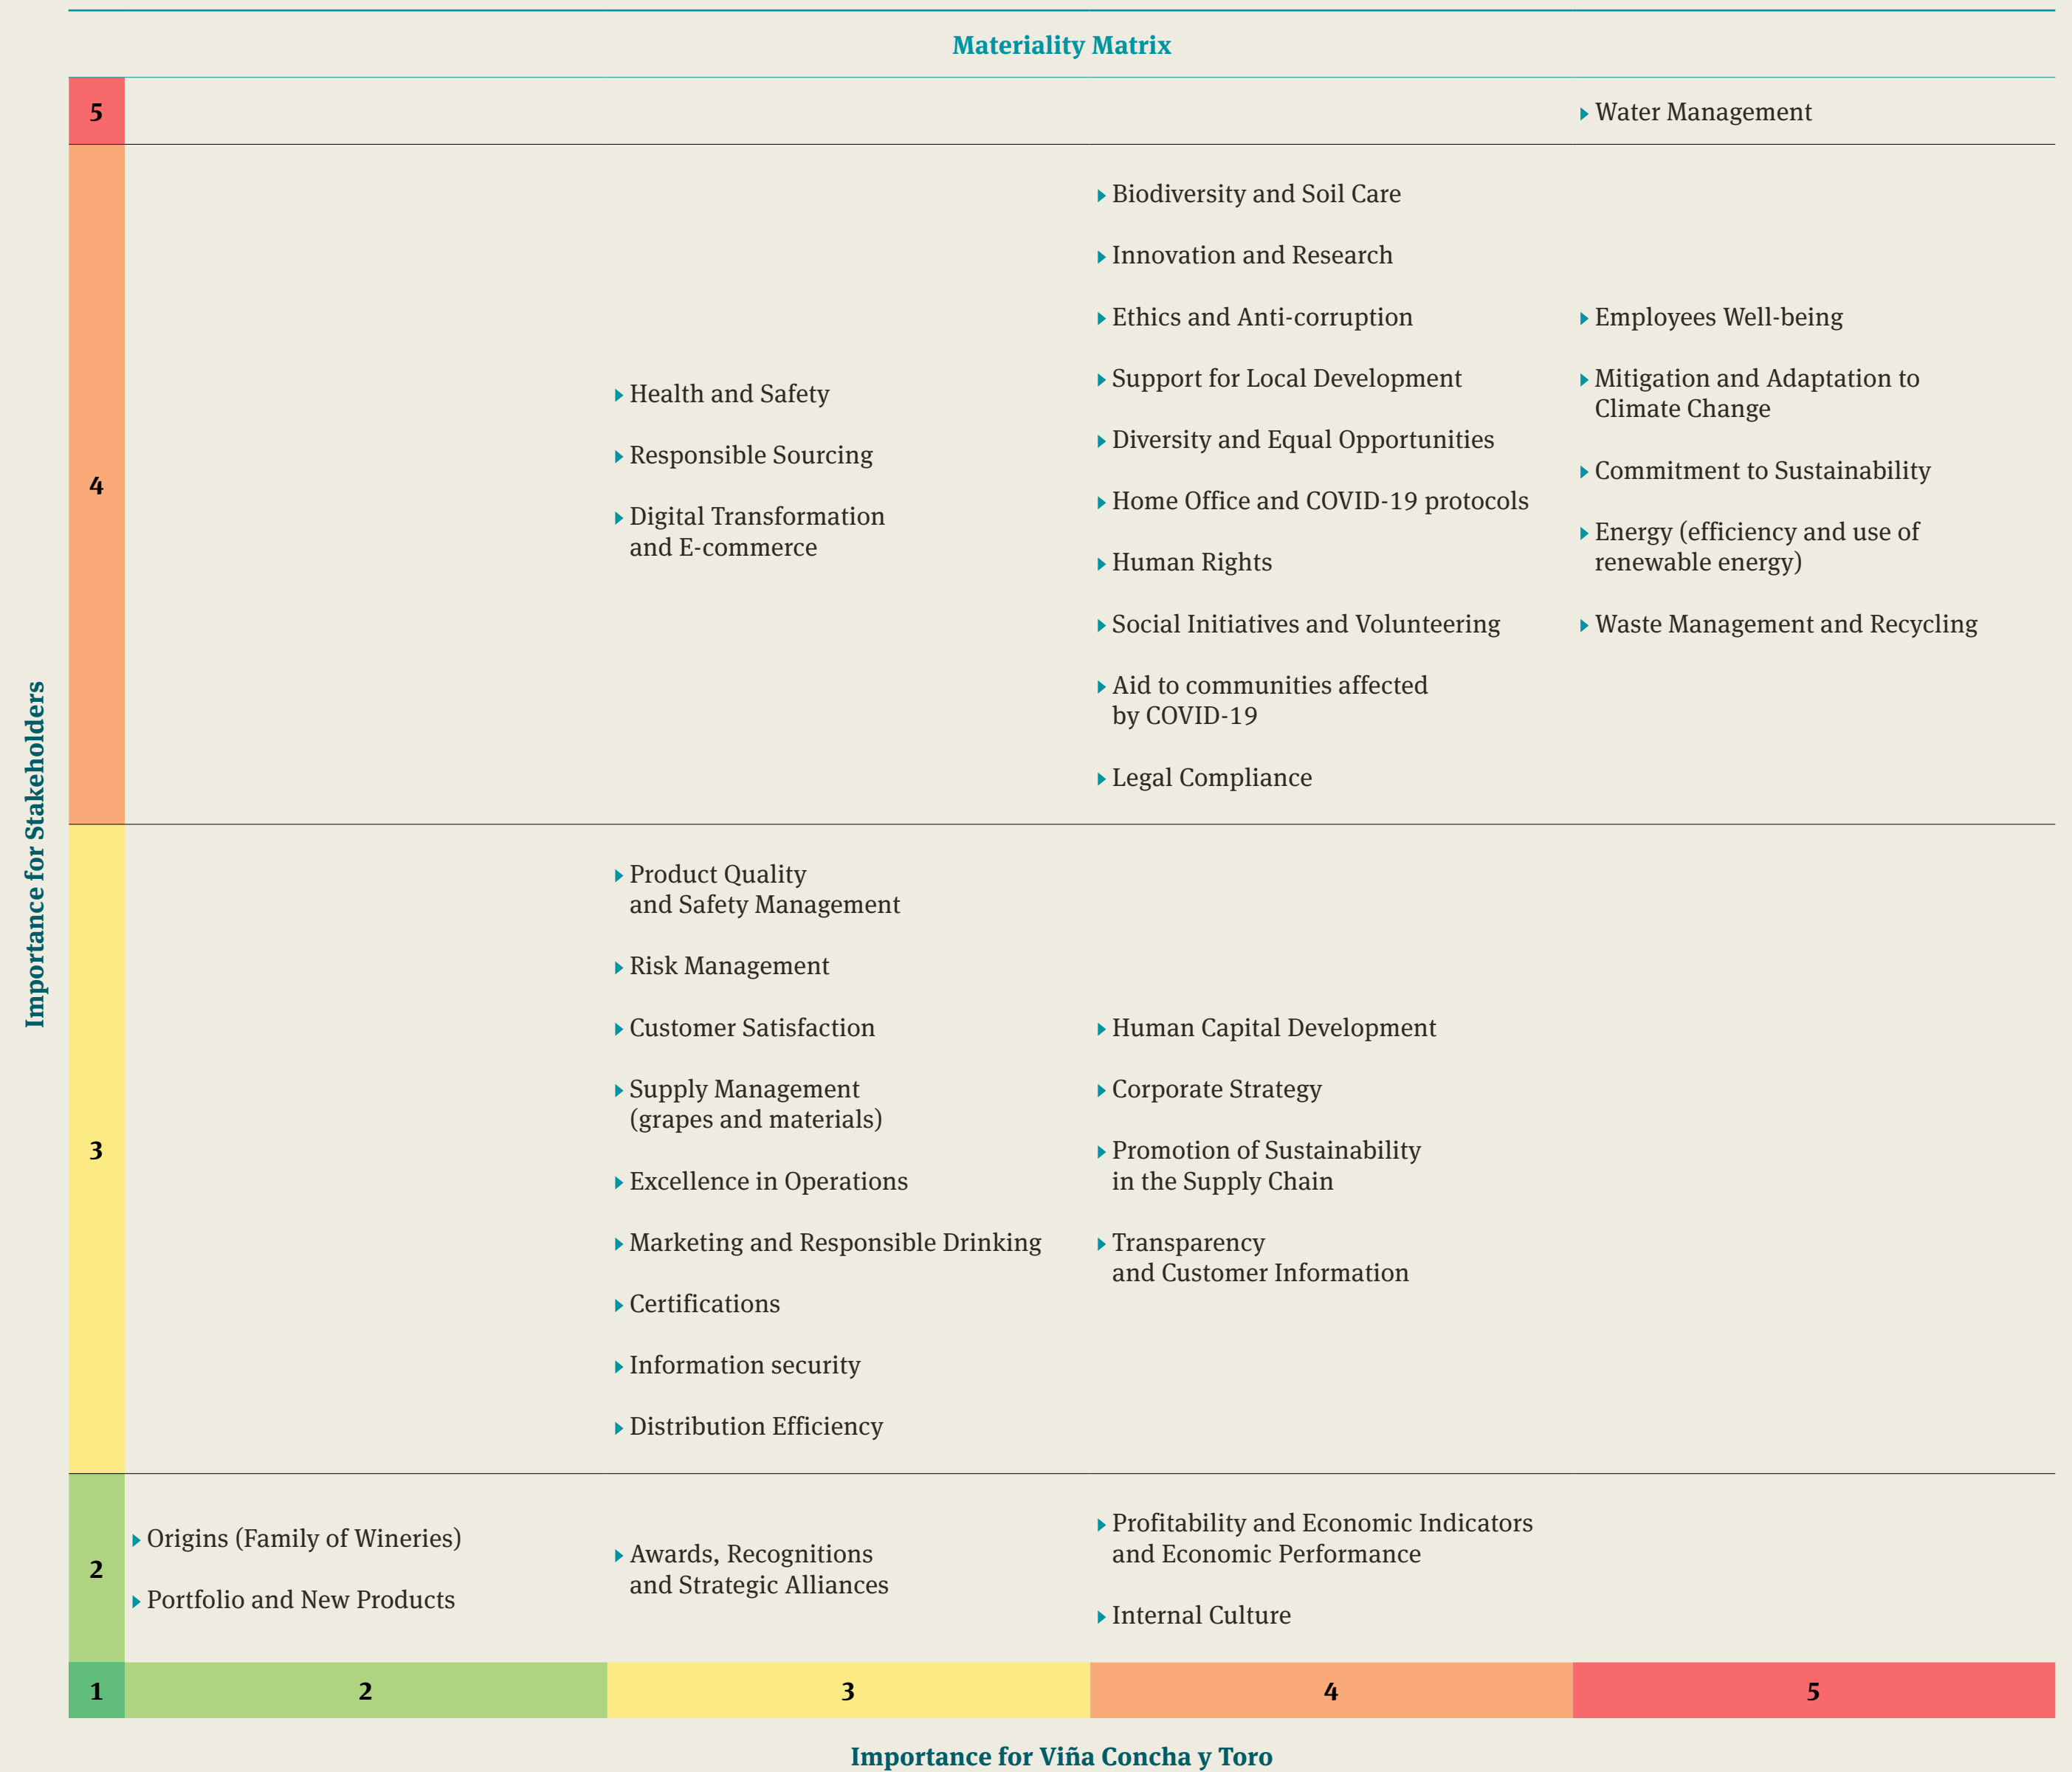 Materiality Matrix
Importance for Stakeholders
5
Water Management
4
Health and Safety
Responsible Sourcing
Digital Transformation
and E-commerce
Biodiversity and Soil Care
Innovation and Research
Ethics and Anti-corruption
Support for Local Development
Diversity and Equal Opportunities
Home Office and COVID-19 protocols
Human Rights
Social Initiatives and Volunteering
Aid to communities affected
by COVID-19
Legal Compliance
Employees Well-being
Mitigation and Adaptation to
Climate Change
Commitment to Sustainability
Energy (efficiency and use of
renewable energy)
Waste Management and Recycling
3
Product Quality
and Safety Management
Risk Management
Customer Satisfaction
Supply Management
(grapes and materials)
Excellence in Operations
Marketing and Responsible Drinking
Certifications
Information security
Distribution Efficiency
Human Capital Development
Corporate Strategy
Promotion of Sustainability
in the Supply Chain
Transparency
and Customer Information
2
Origins (Family of Wineries)
Portfolio and New Products
Awards, Recognitions
and Strategic Alliances
Profitability and Economic Indicators
and Economic Performance
Internal Culture
1
2
3
4
5
Importance for Viña Concha y Toro